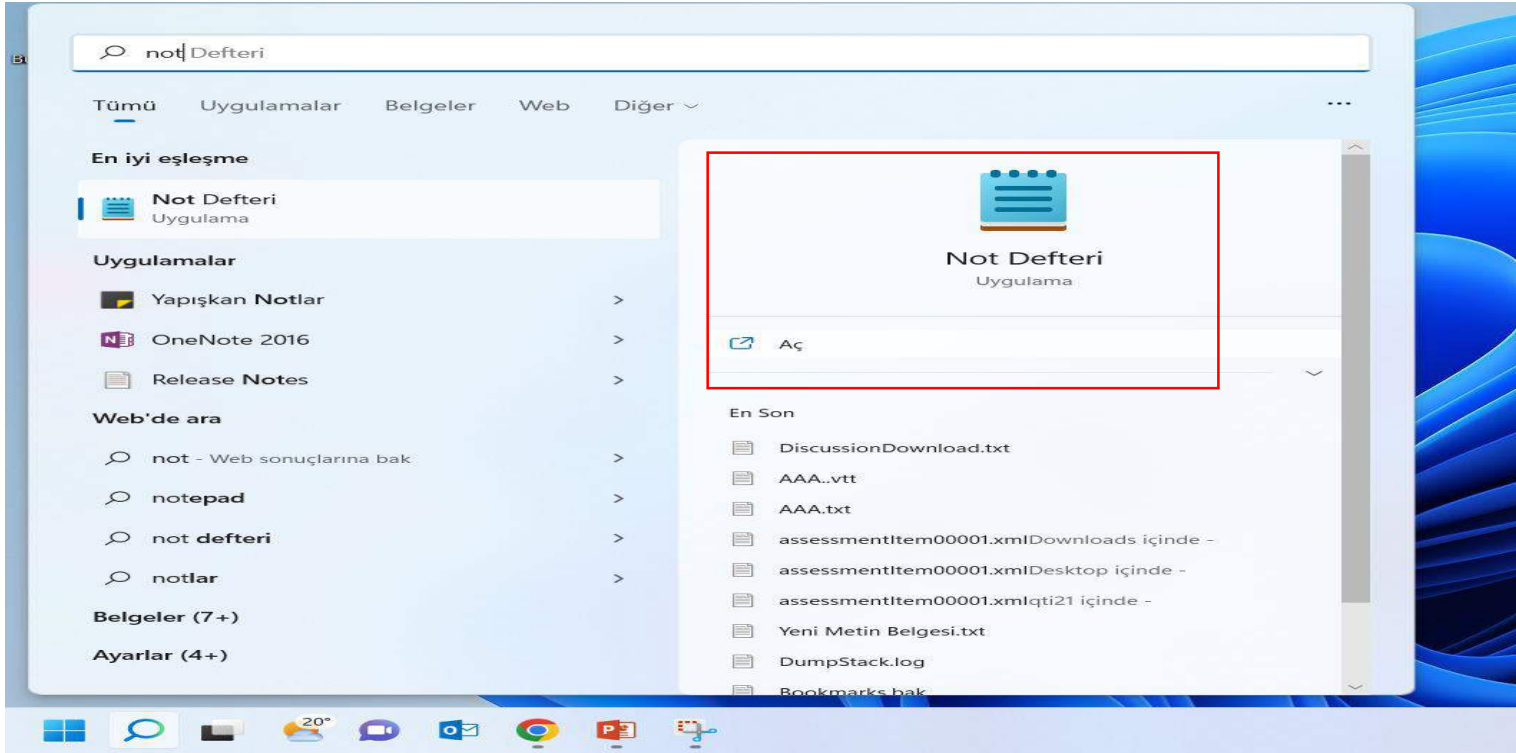 not Defteri
Tümü Uygulamalar Belgeler Web Diğer
En iyi eşleşme
Not Defteri
Uygulama
Uygulamalar
Yapışkan Notlar
OneNote 2016
Release Notes
Web'de ara
not - Web sonuçlarına bak
notepad
not defteri
notlar
Belgeler (7+)
Ayarlar (4+)
Not Defteri
Uygulama
Aç
En Son
DiscussionDownload.txt
AAA..vtt
AAA.txt
assessmentItem00001.xmlDownloads içinde -
assessmentItem00001.xmlDesktop içinde -
assessmentItem00001.xmlqti21 içinde -
Yeni Metin Belgesi.txt
DumpStack.log
Bookmarks.bak
20°